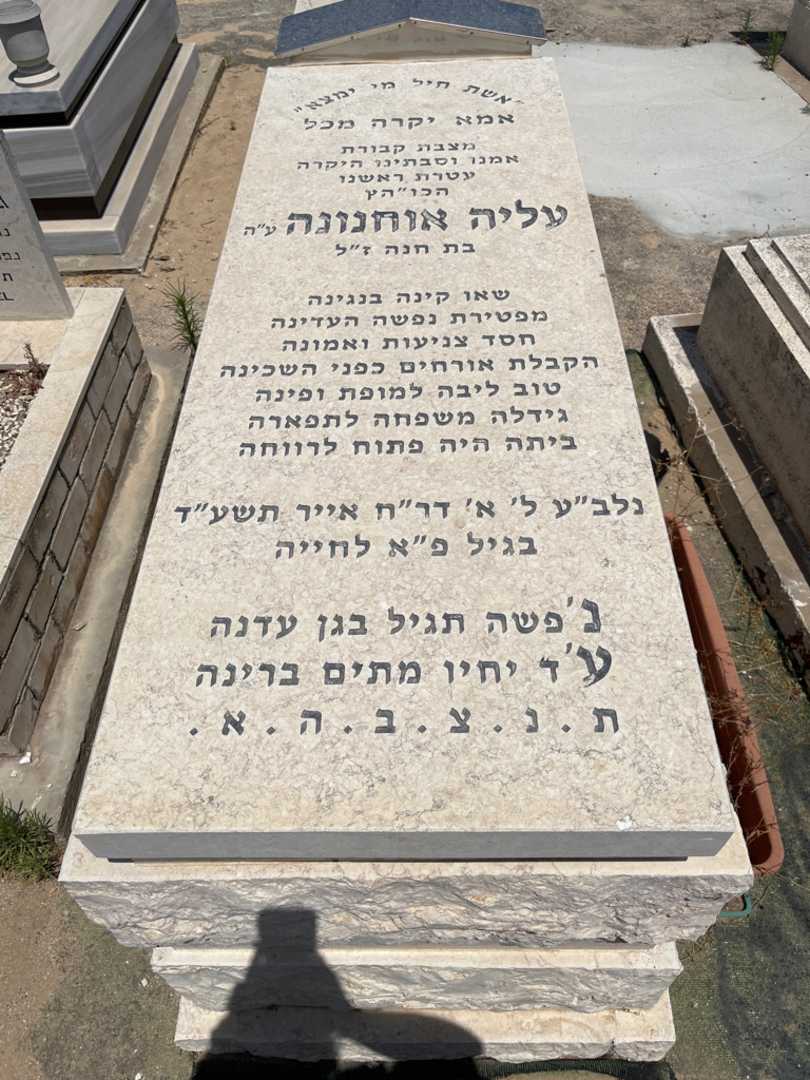 "אשת חיל מי ימצא"
אמא יקרה מכל
מצבת קבורת
אמנו וסבתינו היקרה
עטרת ראשנו
הכו"הץ
עליה אוחנונה ע"ה
בת חנה ז"ל
שאו קינה בנגינה
מפטירת נפשה העדינה
חסד צניעות ואמונה
הקבלת אורחים כפני השכינה
טוב ליבה למופת ופינה
גידלה משפחה לתפארה
ביתה היה פתוח לרווחה
נלב"ע ל' א' דר"ח אייר תשע"ד
בגיל פ"א לחייה
נ'פשה תגיל בגן עדנה
ע'ד יחיו מתים ברינה
ת . נ . צ . ב . ה . א .